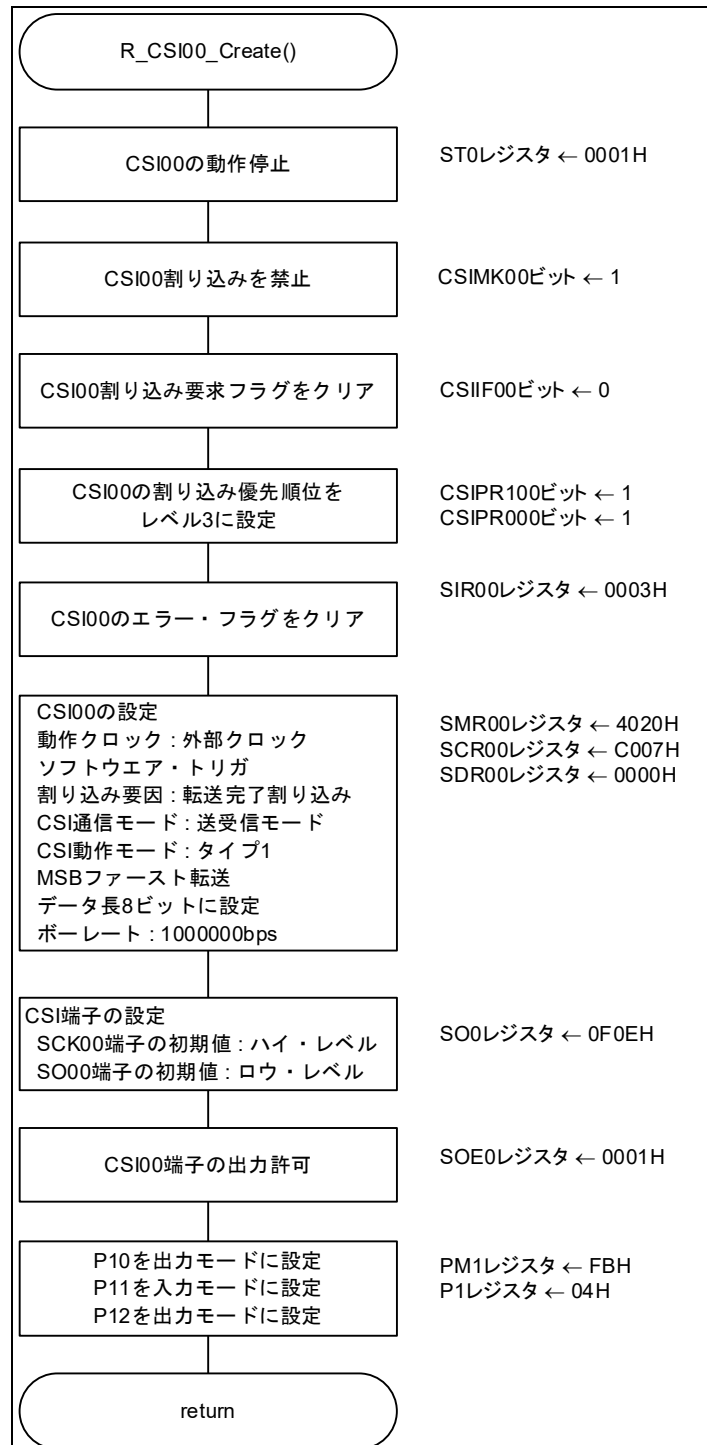 R_CSI00_Create()
CSI00の動作停止
ST0レジスタ ← 0001H
CSI00割り込みを禁止
CSIMK00ビット ← 1
CSI00割り込み要求フラグをクリア
CSIIF00ビット ← 0
CSI00の割り込み優先順位を
レベル3に設定
CSIPR100ビット ← 1
CSIPR000ビット ← 1
CSI00のエラー・フラグをクリア
SIR00レジスタ ← 0003H
CSI00の設定
動作クロック : 外部クロック
ソフトウエア・トリガ
割り込み要因 : 転送完了割り込み
CSI通信モード : 送受信モード
CSI動作モード : タイプ1
MSBファースト転送
データ長8ビットに設定
ボーレート : 1000000bps
SMR00レジスタ ← 4020H
SCR00レジスタ ← C007H
SDR00レジスタ ← 0000H
CSI端子の設定
SCK00端子の初期値 : ハイ・レベル
SO00端子の初期値 : ロウ・レベル
SO0レジスタ ← 0F0EH
CSI00端子の出力許可
SOE0レジスタ ← 0001H
P10を出力モードに設定
P11を入力モードに設定
P12を出力モードに設定
PM1レジスタ ← FBH
P1レジスタ ← 04H
return